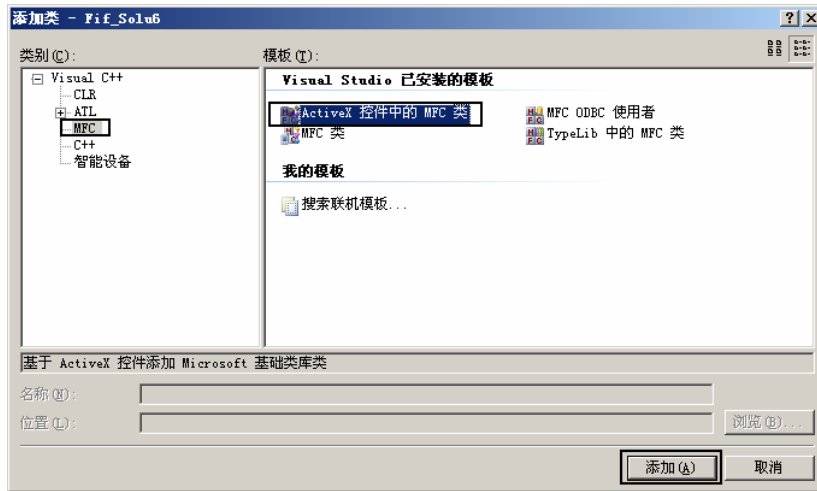 添加类 - Fif_Solu6
类别(C):
模板(T):
Visual C++
CLR
ATL
MFC
C++
智能设备
Visual Studio 已安装的模板
ActiveX 控件中的 MFC 类
MFC ODBC 使用者
MFC 类
TypeLib 中的 MFC 类
我的模板
搜索联机模板...
基于 ActiveX 控件添加 Microsoft 基础类库类
名称(N):
位置(L):
浏览(B)...
添加(A)
取消